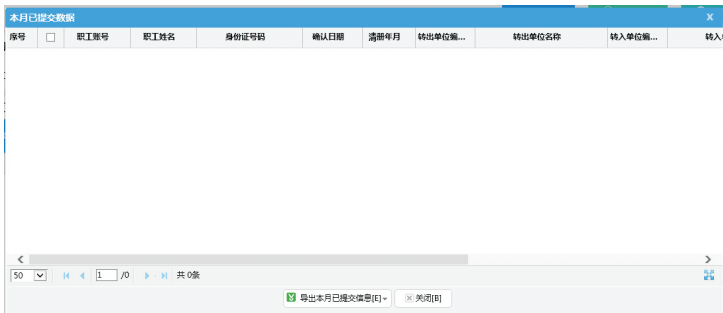 本月已提交数据 X
序号 职工账号 职工姓名 身份证号码 确认日期 清册年月 转出单位编... 转出单位名称 转入单位编... 转入
50 1 /0 共 0条
导出本月已提交信息[E] 关闭[B]